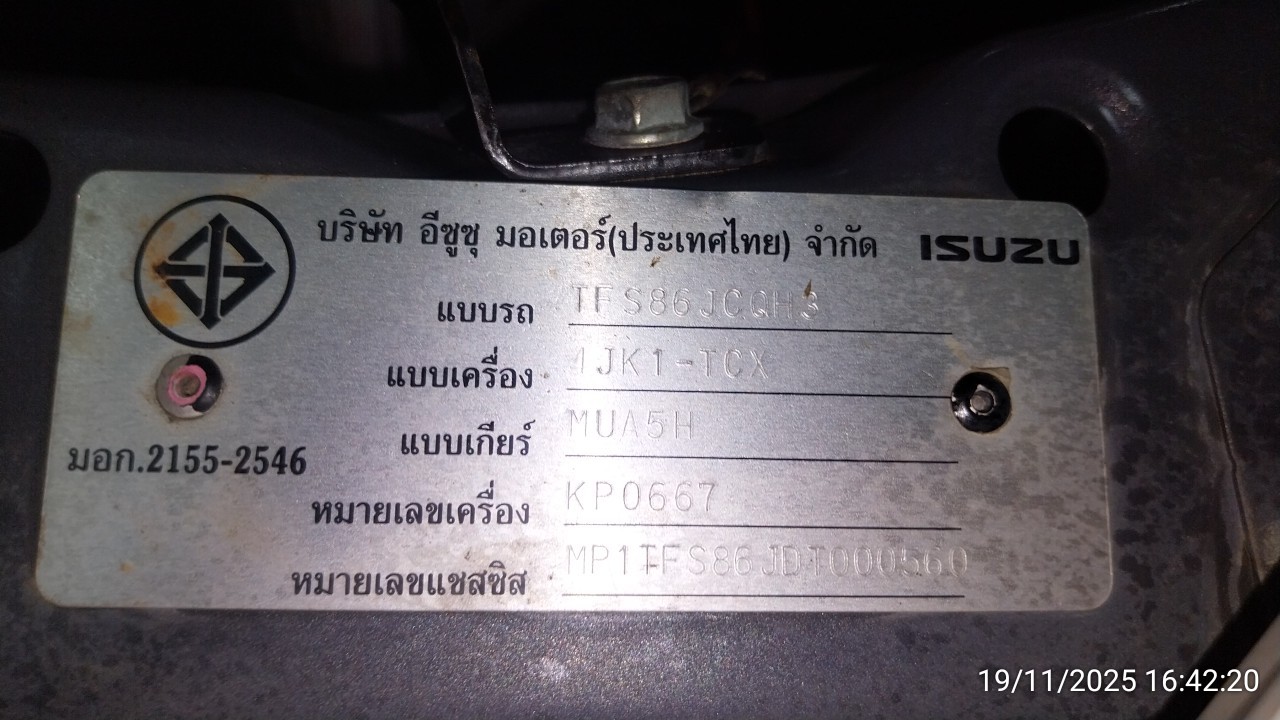 บริษัท อีซูซุ มอเตอร์(ประเทศไทย) จำกัด ISUZU
แบบรถ TFS86JCQH3
แบบเครื่อง 4JK1-TCX
แบบเกียร์ MUA5H
มอก.2155-2546
หมายเลขเครื่อง KP0667
หมายเลขแชสซิส MP1TFS86JDT000560
19/11/2025 16:42:20